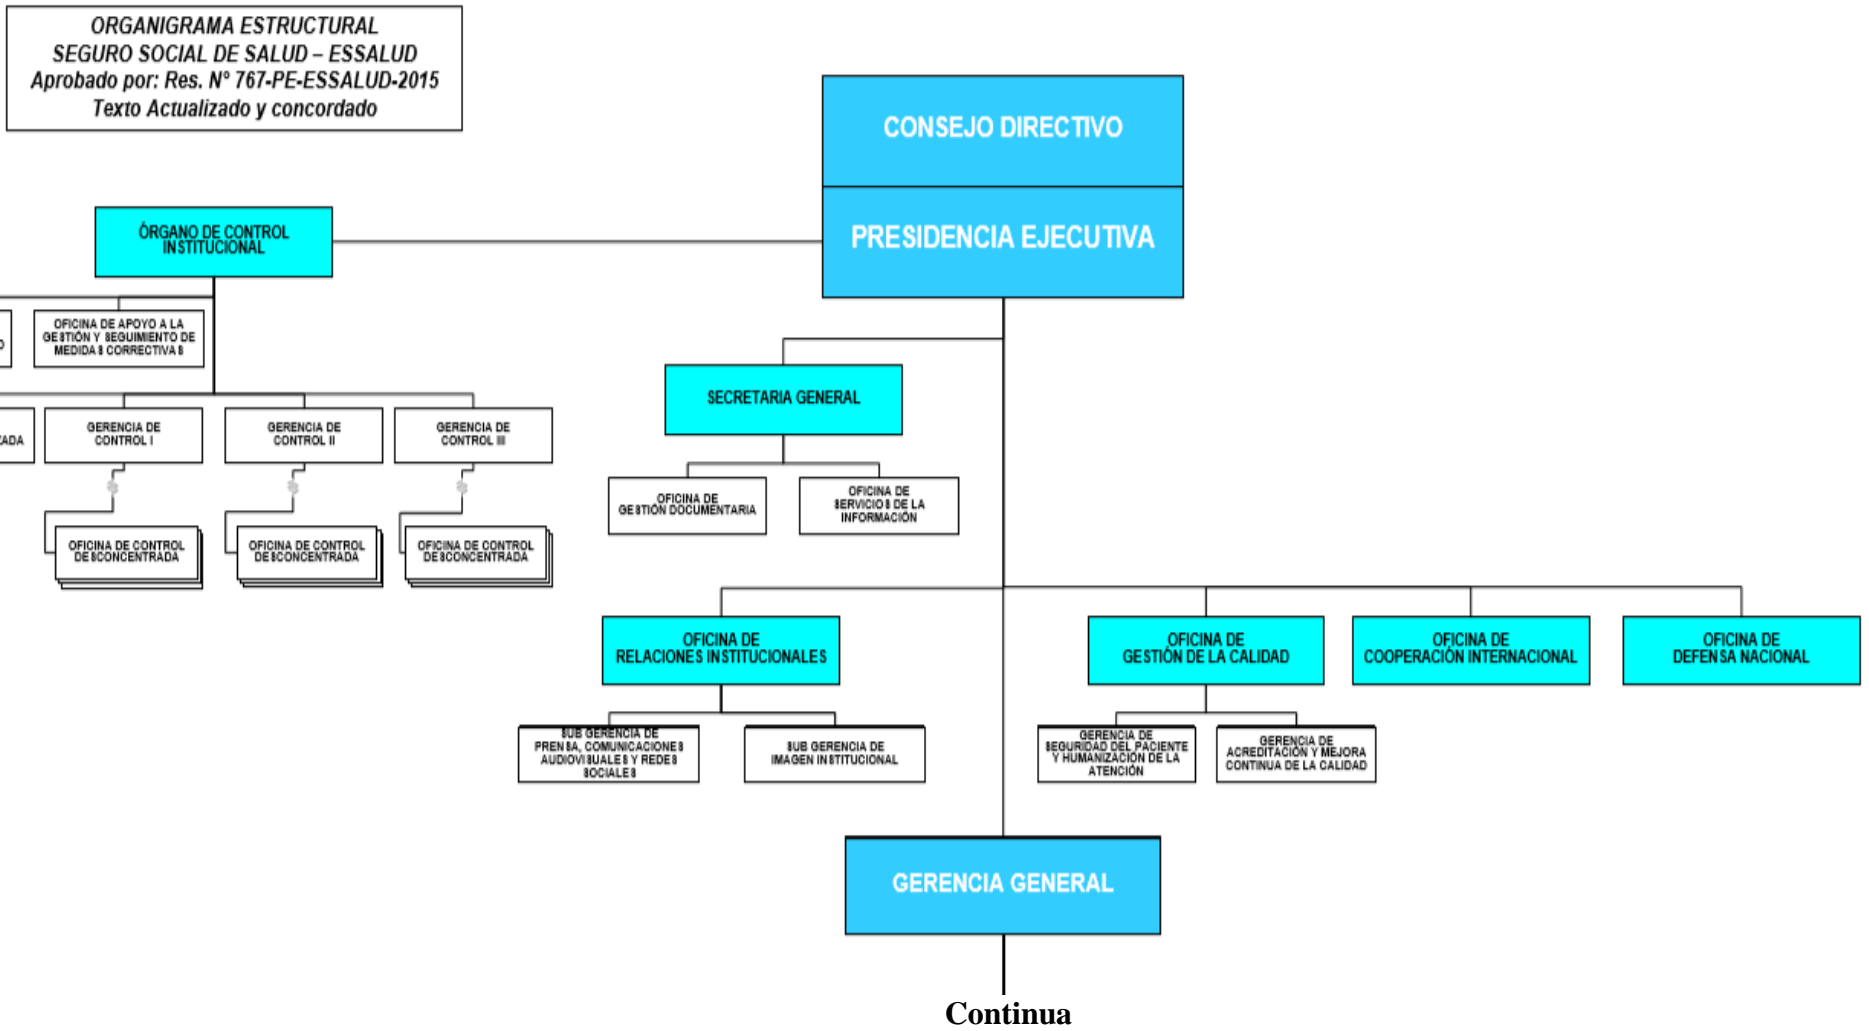 ORGANIGRAMA ESTRUCTURAL
SEGURO SOCIAL DE SALUD – ESSALUD
Aprobado por: Res. N° 767-PE-ESSALUD-2015
Texto Actualizado y concordado
CONSEJO DIRECTIVO
PRESIDENCIA EJECUTIVA
ÓRGANO DE CONTROL
INSTITUCIONAL
OFICINA DE APOYO A LA
GESTIÓN Y SEGUIMIENTO DE
MEDIDAS CORRECTIVAS
SECRETARIA GENERAL
GERENCIA DE
CONTROL I
GERENCIA DE
CONTROL II
GERENCIA DE
CONTROL III
OFICINA DE
GESTIÓN DOCUMENTARIA
OFICINA DE
SERVICIOS DE LA
INFORMACIÓN
OFICINA DE CONTROL
DESCONCENTRADA
OFICINA DE CONTROL
DESCONCENTRADA
OFICINA DE CONTROL
DESCONCENTRADA
OFICINA DE
RELACIONES INSTITUCIONALES
OFICINA DE
GESTIÓN DE LA CALIDAD
OFICINA DE
COOPERACIÓN INTERNACIONAL
OFICINA DE
DEFENSA NACIONAL
SUB GERENCIA DE
PRENSA, COMUNICACIONES
AUDIOVISUALES Y REDES
SOCIALES
SUB GERENCIA DE
IMAGEN INSTITUCIONAL
GERENCIA DE
SEGURIDAD DEL PACIENTE
Y HUMANIZACIÓN DE LA
ATENCIÓN
GERENCIA DE
ACREDITACIÓN Y MEJORA
CONTINUA DE LA CALIDAD
GERENCIA GENERAL
Continua